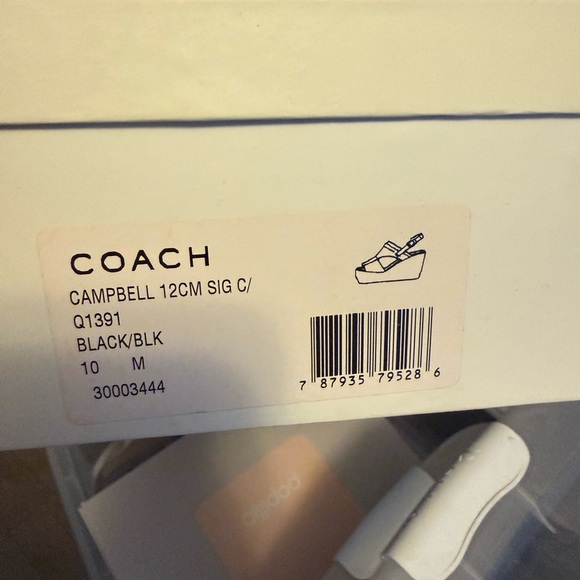 COACH
CAMPBELL 12CM SIG C/
Q1391
BLACK/BLK
10 M
30003444
7 87935 79528 6